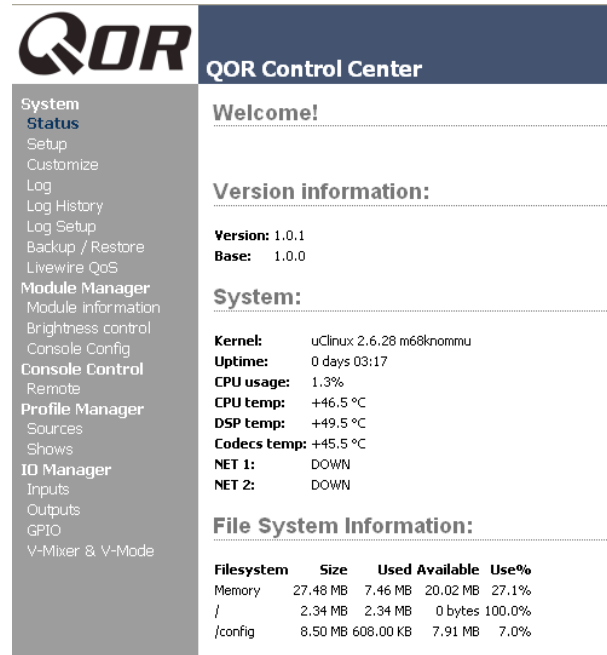 QOR
QOR Control Center
System
Status
Setup
Customize
Log
Log History
Log Setup
Backup / Restore
Livewire QoS
Module Manager
Module information
Brightness control
Console Config
Console Control
Remote
Profile Manager
Sources
Shows
IO Manager
Inputs
Outputs
GPIO
V-Mixer & V-Mode
Welcome!
Version information:
Version: 1.0.1
Base: 1.0.0
System:
Kernel: uClinux 2.6.28 m68knommu
Uptime: 0 days 03:17
CPU usage: 1.3%
CPU temp: +46.5 °C
DSP temp: +49.5 °C
Codecs temp: +45.5 °C
NET 1: DOWN
NET 2: DOWN
File System Information:
Filesystem Size Used Available Use%
Memory 27.48 MB 7.46 MB 20.02 MB 27.1%
/ 2.34 MB 2.34 MB 0 bytes 100.0%
/config 8.50 MB 608.00 KB 7.91 MB 7.0%